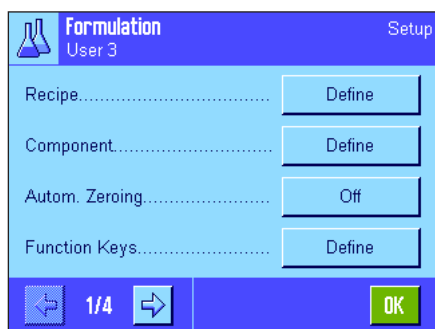 Formulation
Setup
User 3
Recipe................................ Define
Component........................... Define
Autom. Zeroing..................... Off
Function Keys...................... Define
1/4
OK